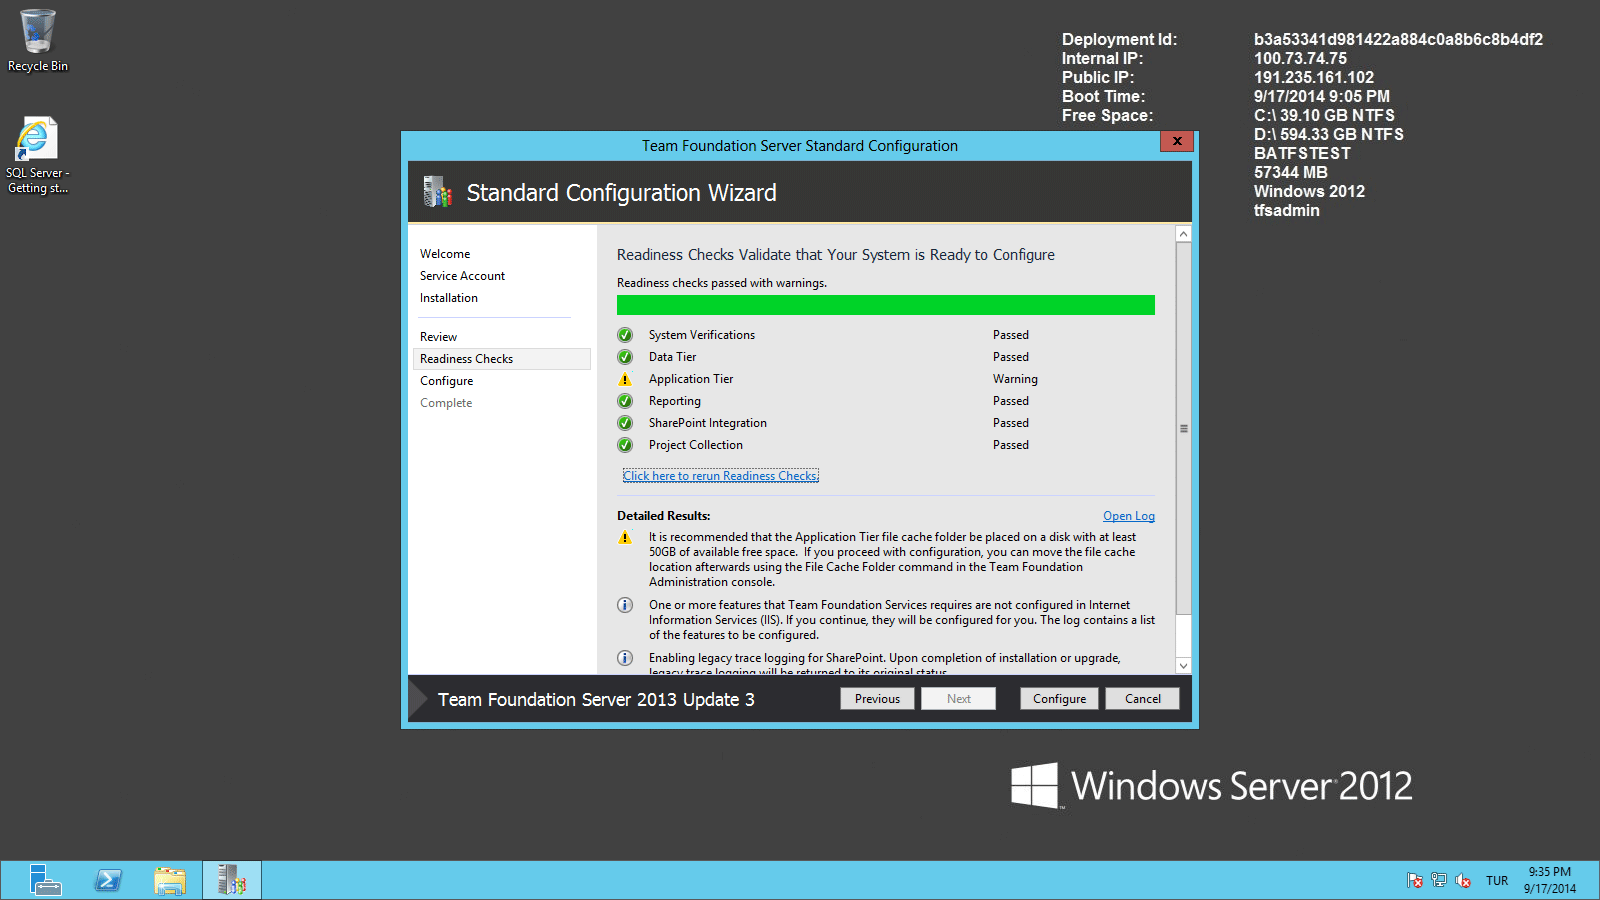 Recycle Bin
SQL Server -
Getting st...
Deployment Id: b3a53341d981422a884c0a8b6c8b4df2
Internal IP: 100.73.74.75
Public IP: 191.235.161.102
Boot Time: 9/17/2014 9:05 PM
Free Space: C:\ 39.10 GB NTFS
D:\ 594.33 GB NTFS
BATFSTEST
57344 MB
Windows 2012
tfsadmin
Team Foundation Server Standard Configuration
x
Standard Configuration Wizard
Welcome
Service Account
Installation
Review
Readiness Checks
Configure
Complete
Readiness Checks Validate that Your System is Ready to Configure
Readiness checks passed with warnings.
System Verifications Passed
Data Tier Passed
Application Tier Warning
Reporting Passed
SharePoint Integration Passed
Project Collection Passed
Click here to rerun Readiness Checks.
Detailed Results: Open Log
It is recommended that the Application Tier file cache folder be placed on a disk with at least
50GB of available free space. If you proceed with configuration, you can move the file cache
location afterwards using the File Cache Folder command in the Team Foundation
Administration console.
One or more features that Team Foundation Services requires are not configured in Internet
Information Services (IIS). If you continue, they will be configured for you. The log contains a list
of the features to be configured.
Enabling legacy trace logging for SharePoint. Upon completion of installation or upgrade,
legacy trace logging will be returned to its original status.
Team Foundation Server 2013 Update 3
Previous Next Configure Cancel
Windows Server 2012
TUR
9:35 PM
9/17/2014